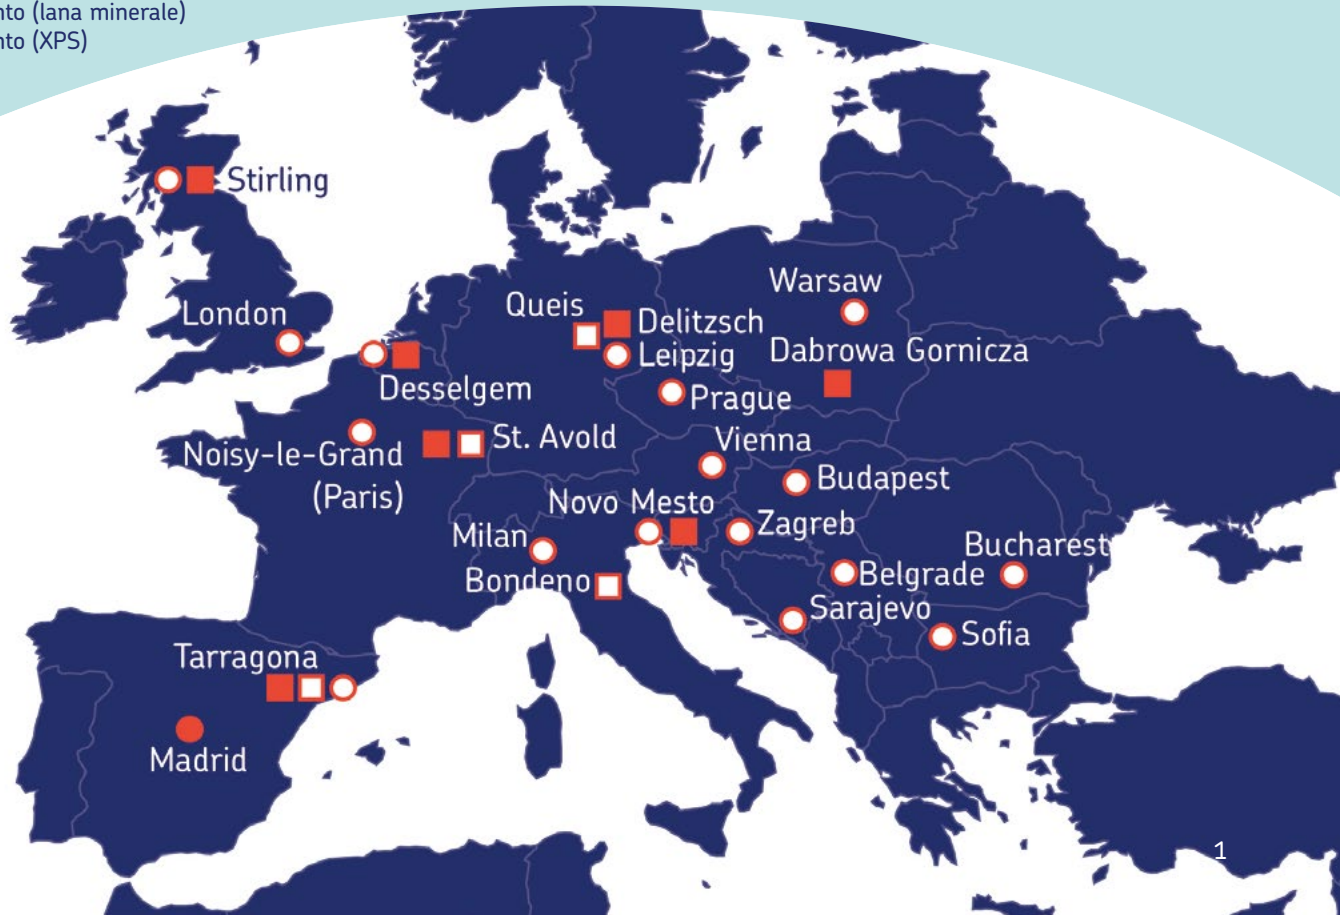 nto (lana minerale)
nto (XPS)
Stirling
Warsaw
Queis
London
Delitzsch
Leipzig
Dabrowa Gornicza
Desselgem
Prague
St. Avold
Vienna
Noisy-le-Grand
(Paris)
Budapest
Novo Mesto
Zagreb
Milan
Bucharest
Bondeno
Belgrade
Sarajevo
Sofia
Tarragona
Madrid
1